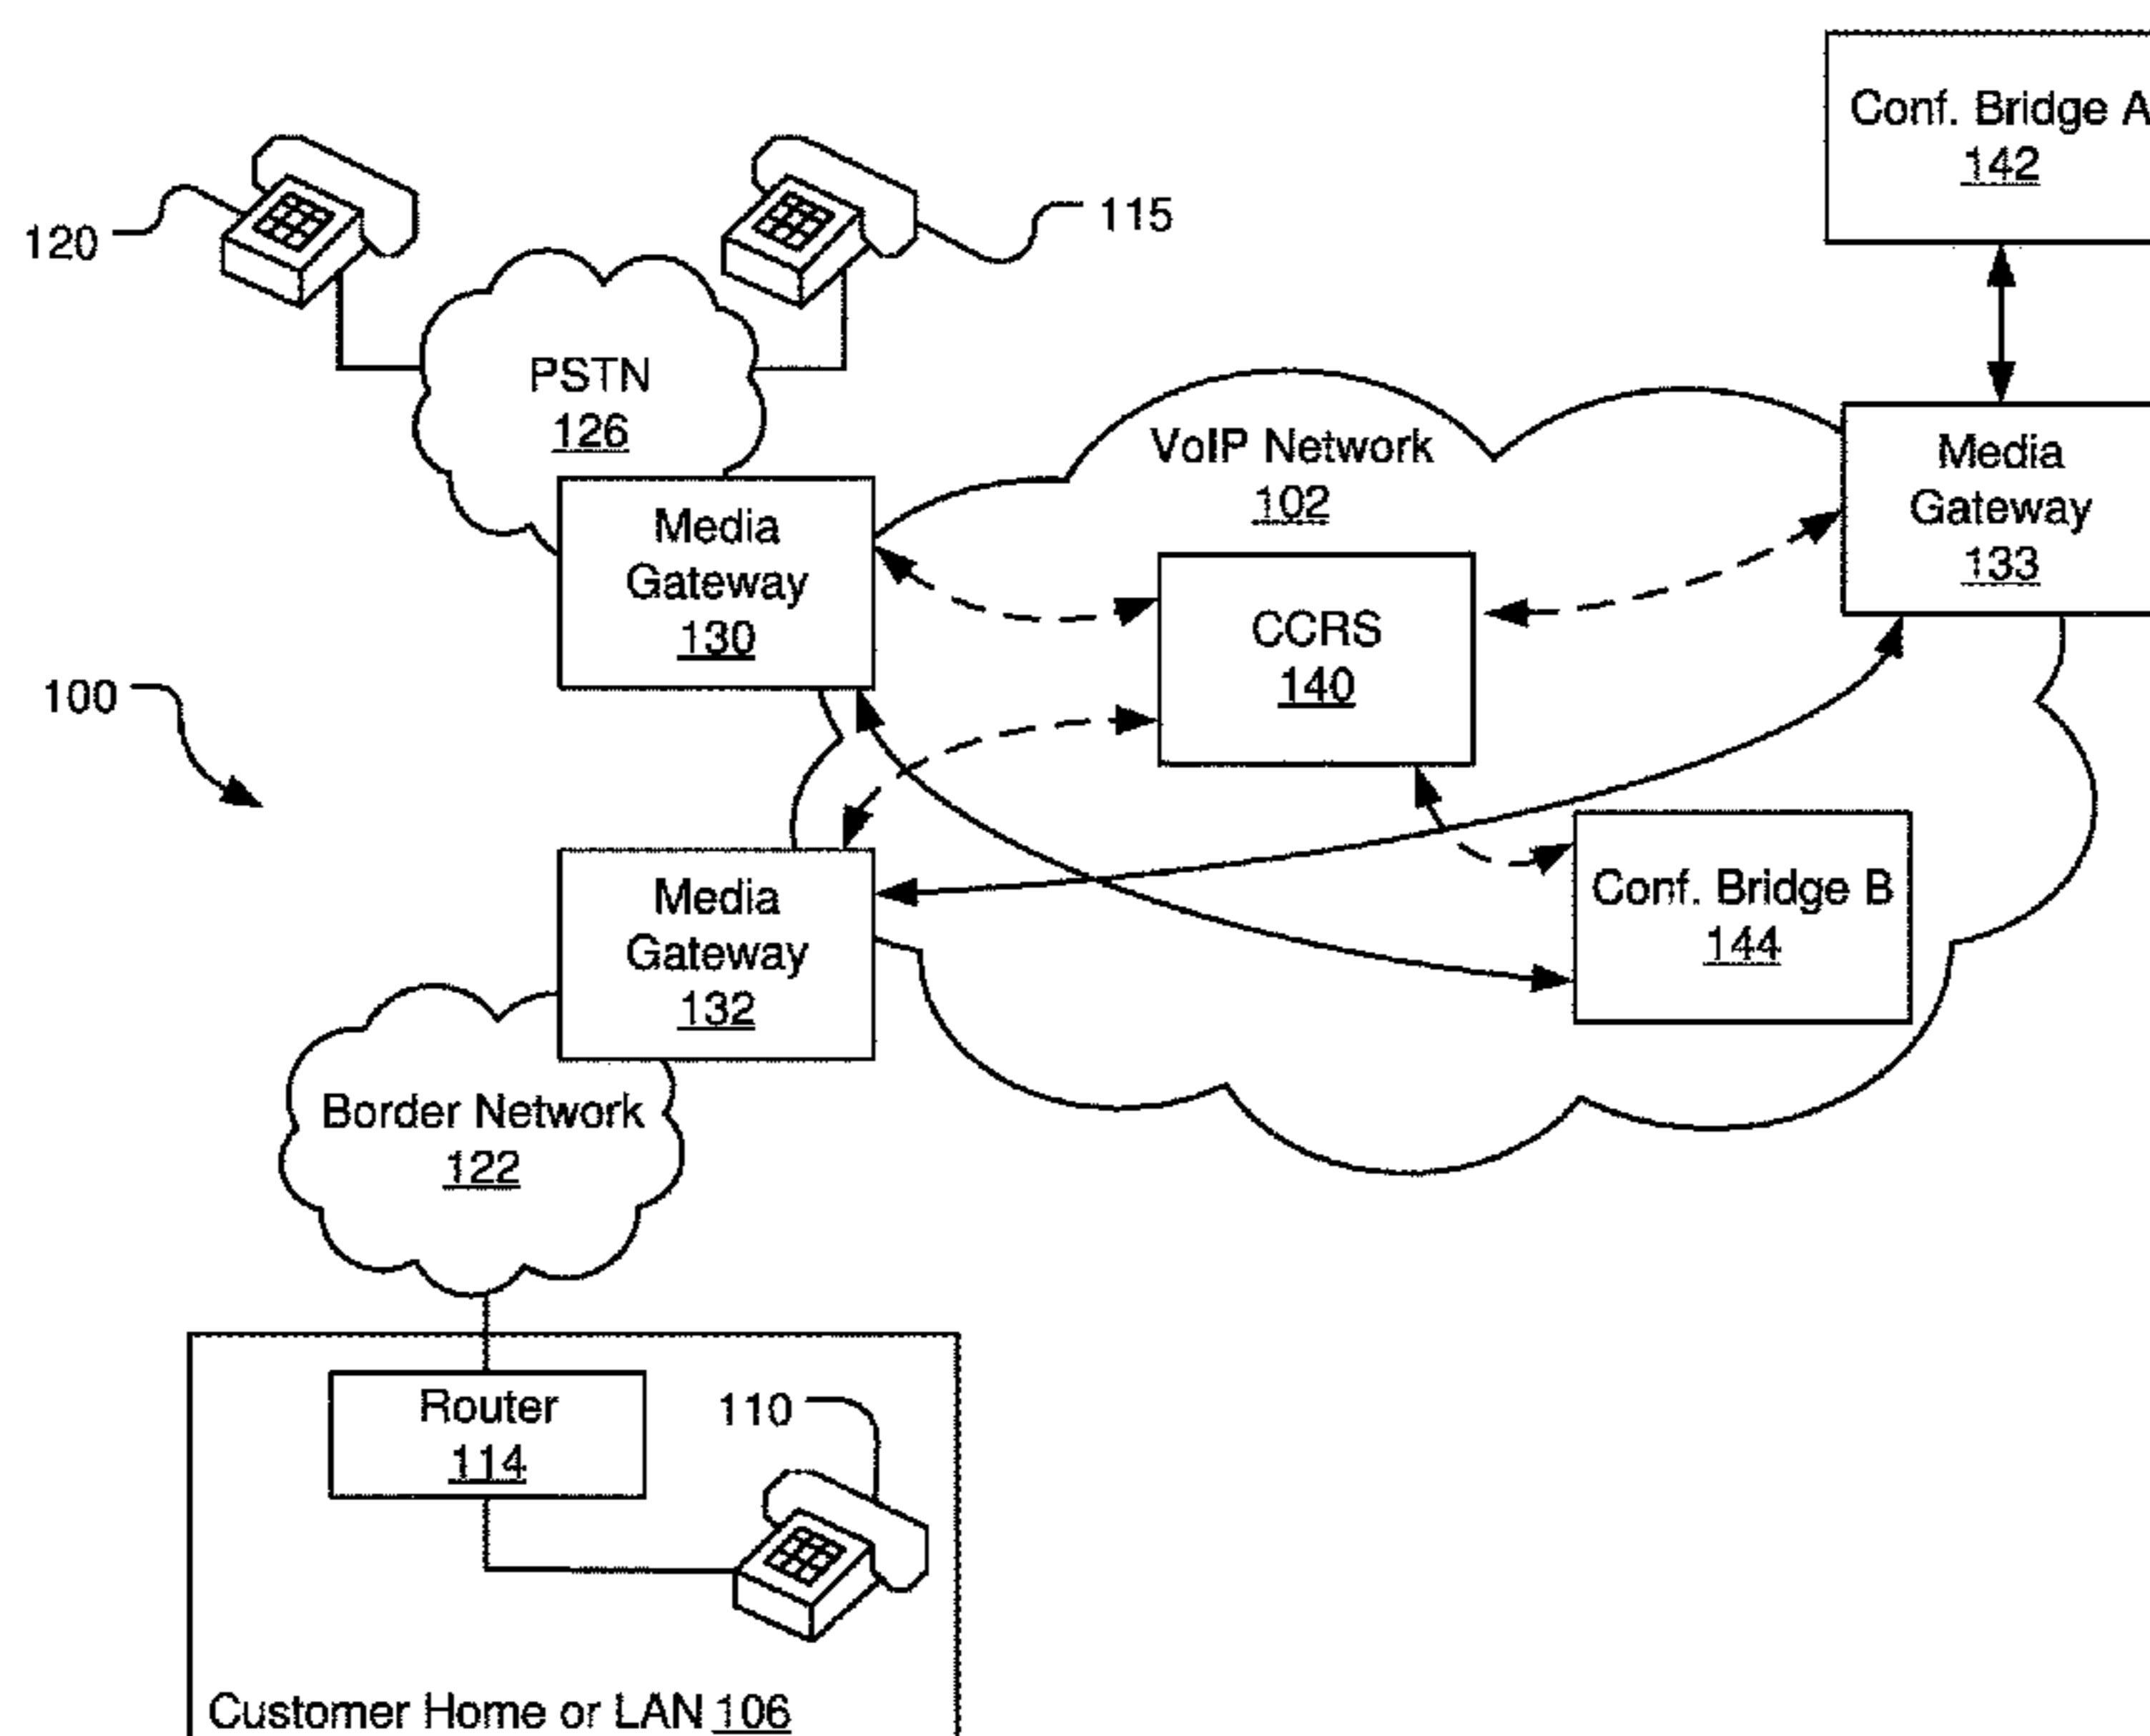 Conf. Bridge A
142
120
115
PSTN
126
VoIP Network
102
Media
Gateway
133
Media
Gateway
130
CCRS
140
100
Media
Gateway
132
Conf. Bridge B
144
Border Network
122
Router
114
110
Customer Home or LAN 106